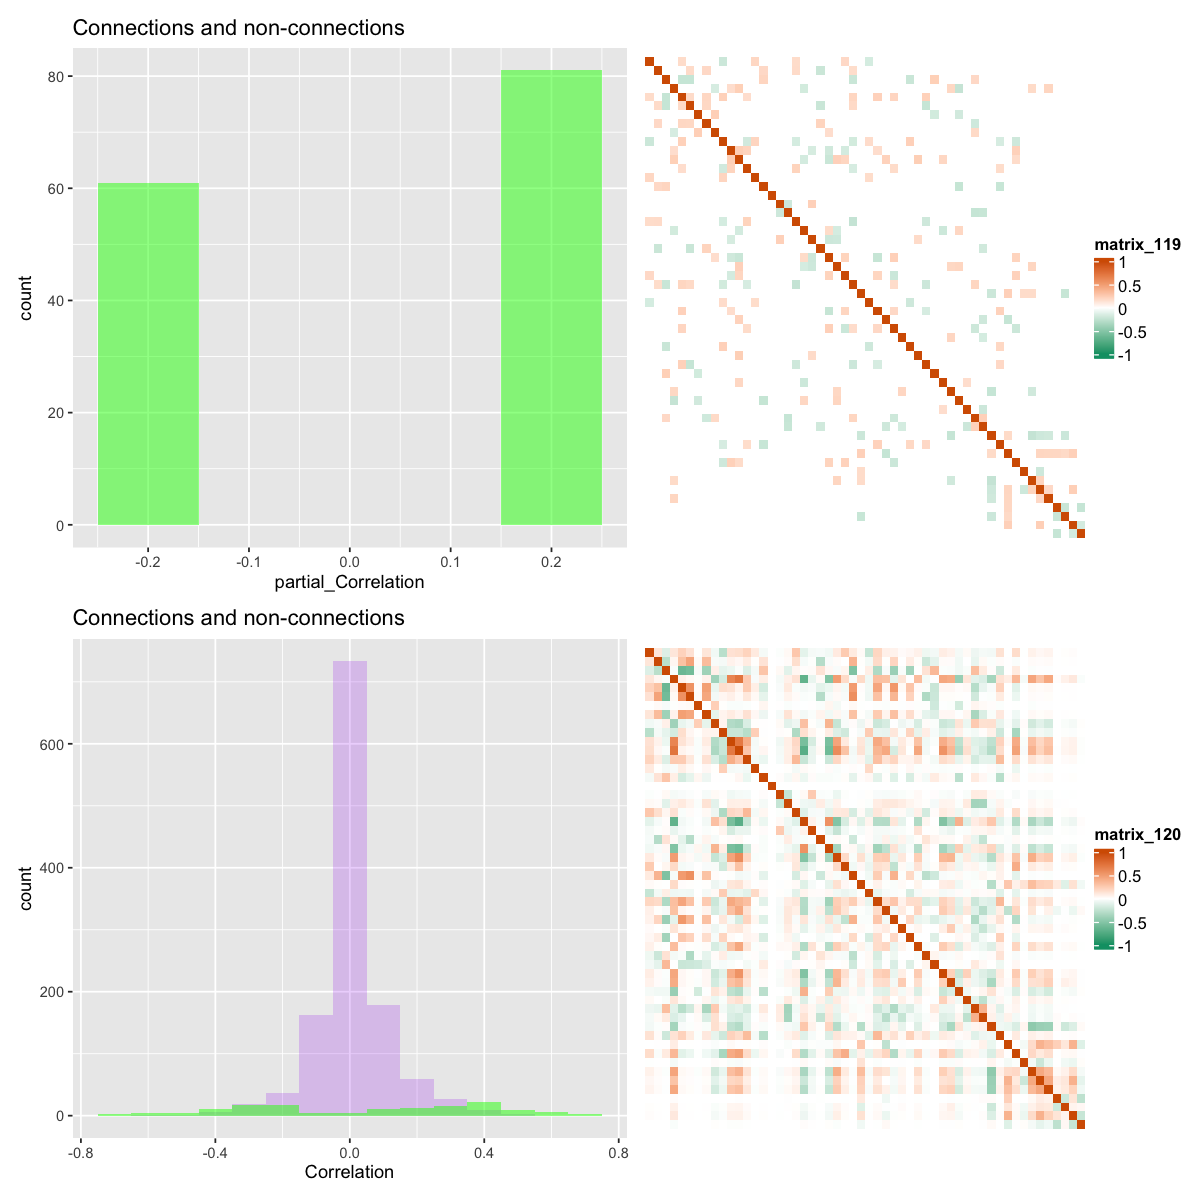 Connections and non-connections
80
60
40
20
0
count
-0.2 -0.1 0.0 0.1 0.2
partial_Correlation
matrix_119
1
0.5
0
-0.5
-1
Connections and non-connections
600
400
200
0
count
-0.8 -0.4 0.0 0.4 0.8
Correlation
matrix_120
1
0.5
0
-0.5
-1